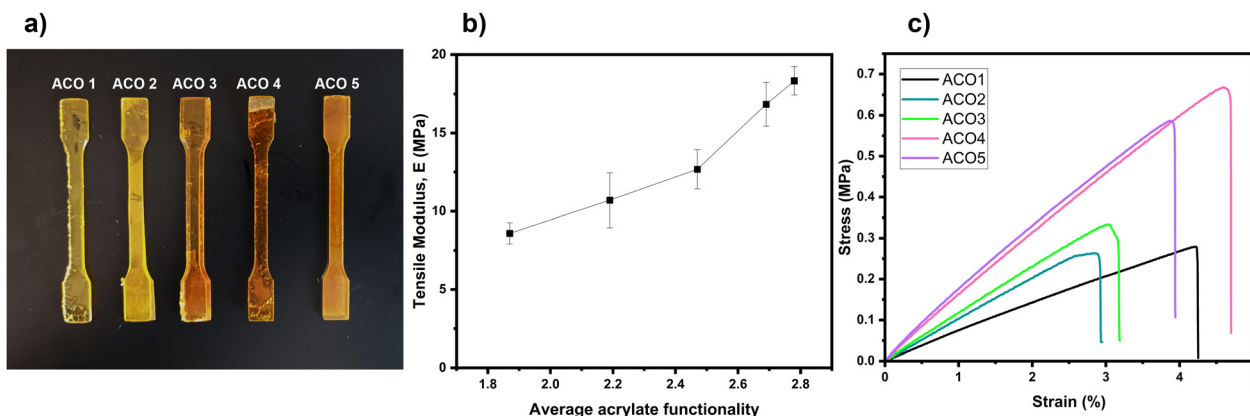 a)
ACO 1 ACO 2 ACO 3 ACO 4 ACO 5
b)
Tensile Modulus, E (MPa)
20
15
10
5
0
1.8 2.0 2.2 2.4 2.6 2.8
Average acrylate functionality
c)
Stress (MPa)
0.7
0.6
0.5
0.4
0.3
0.2
0.1
0.0
ACO1
ACO2
ACO3
ACO4
ACO5
0 1 2 3 4
Strain (%)